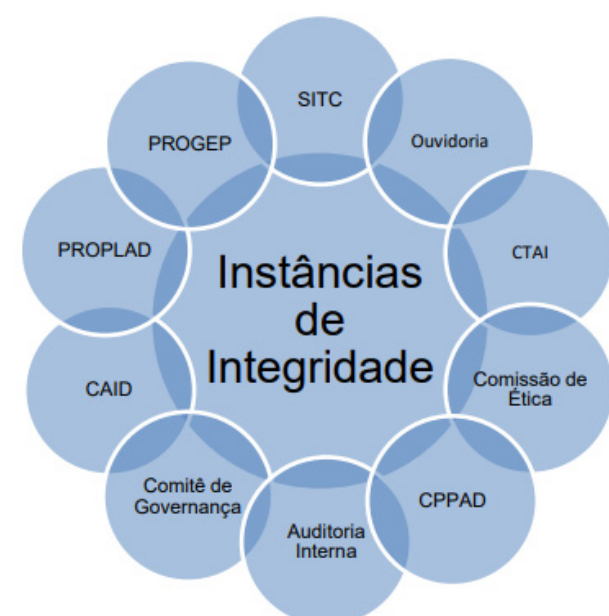 SITC
Ouvidoria
CTAI
Comissão de
Ética
CPPAD
Auditoria
Interna
Comitê de
Governança
CAID
PROPLAD
PROGEP
Instâncias
de
Integridade